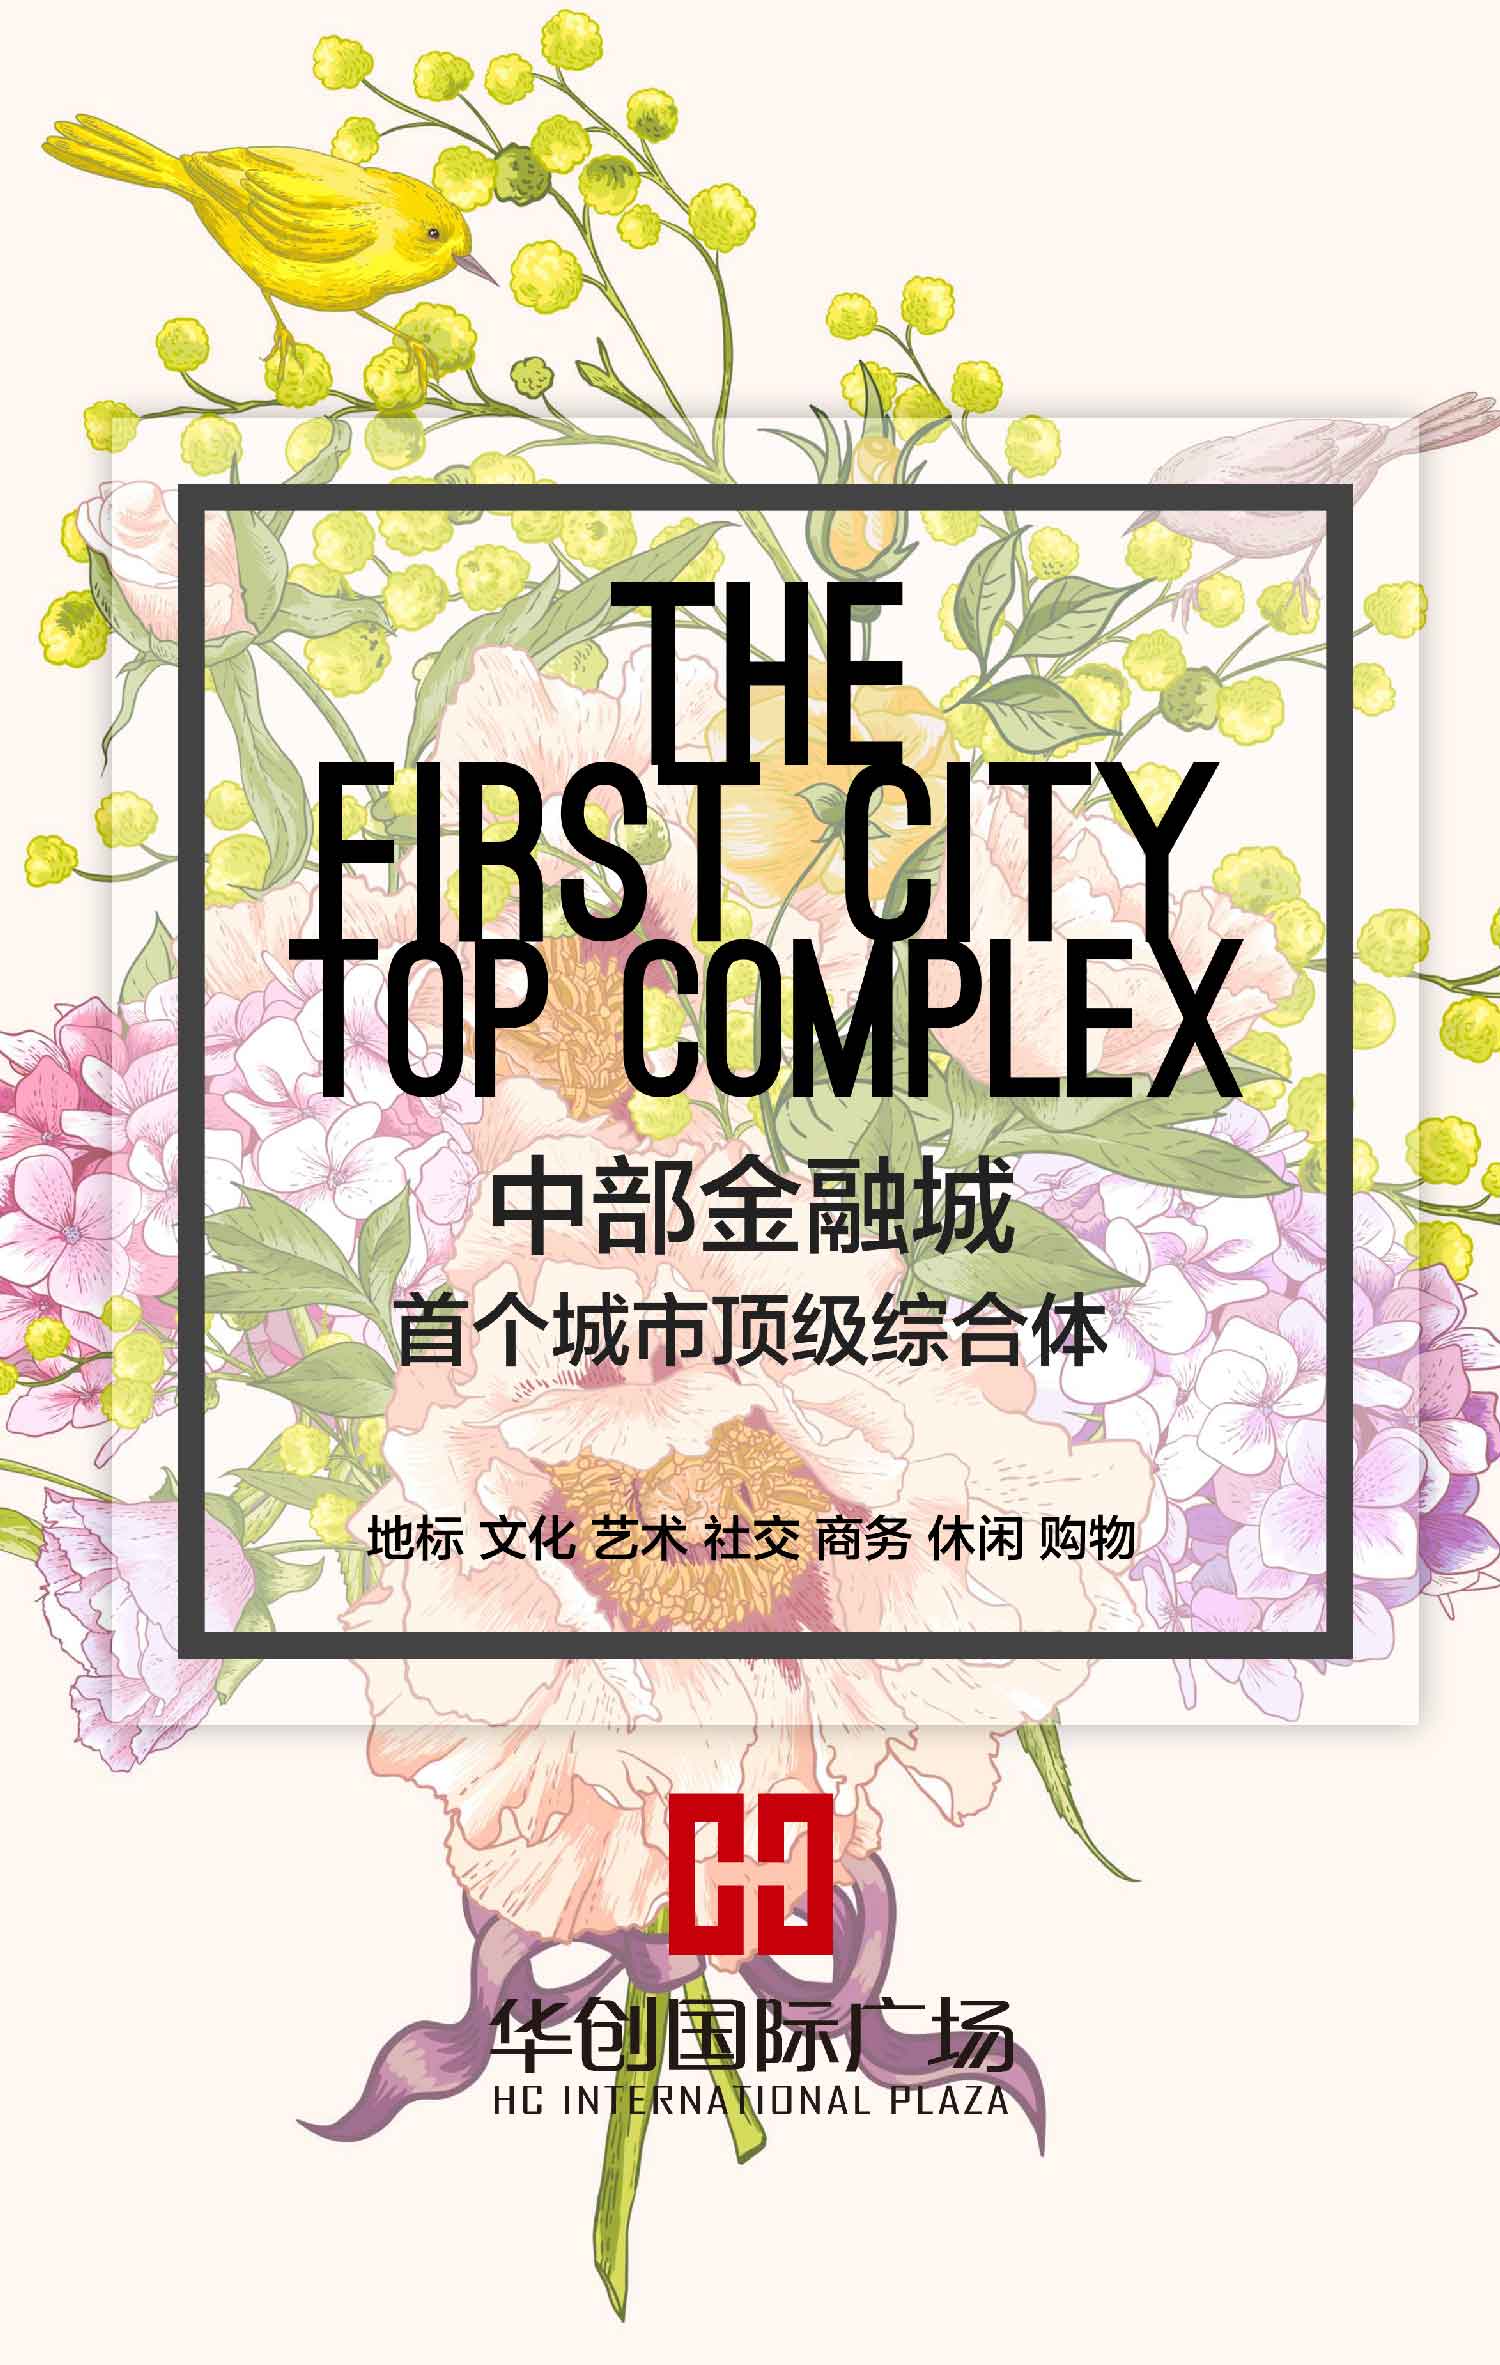 THE
FIRST CITY
TOP COMPLEX
中部金融城
首个城市顶级综合体
地标 文化 艺术 社交 商务 休闲 购物
华创国际广场
HC INTERNATIONAL PLAZA